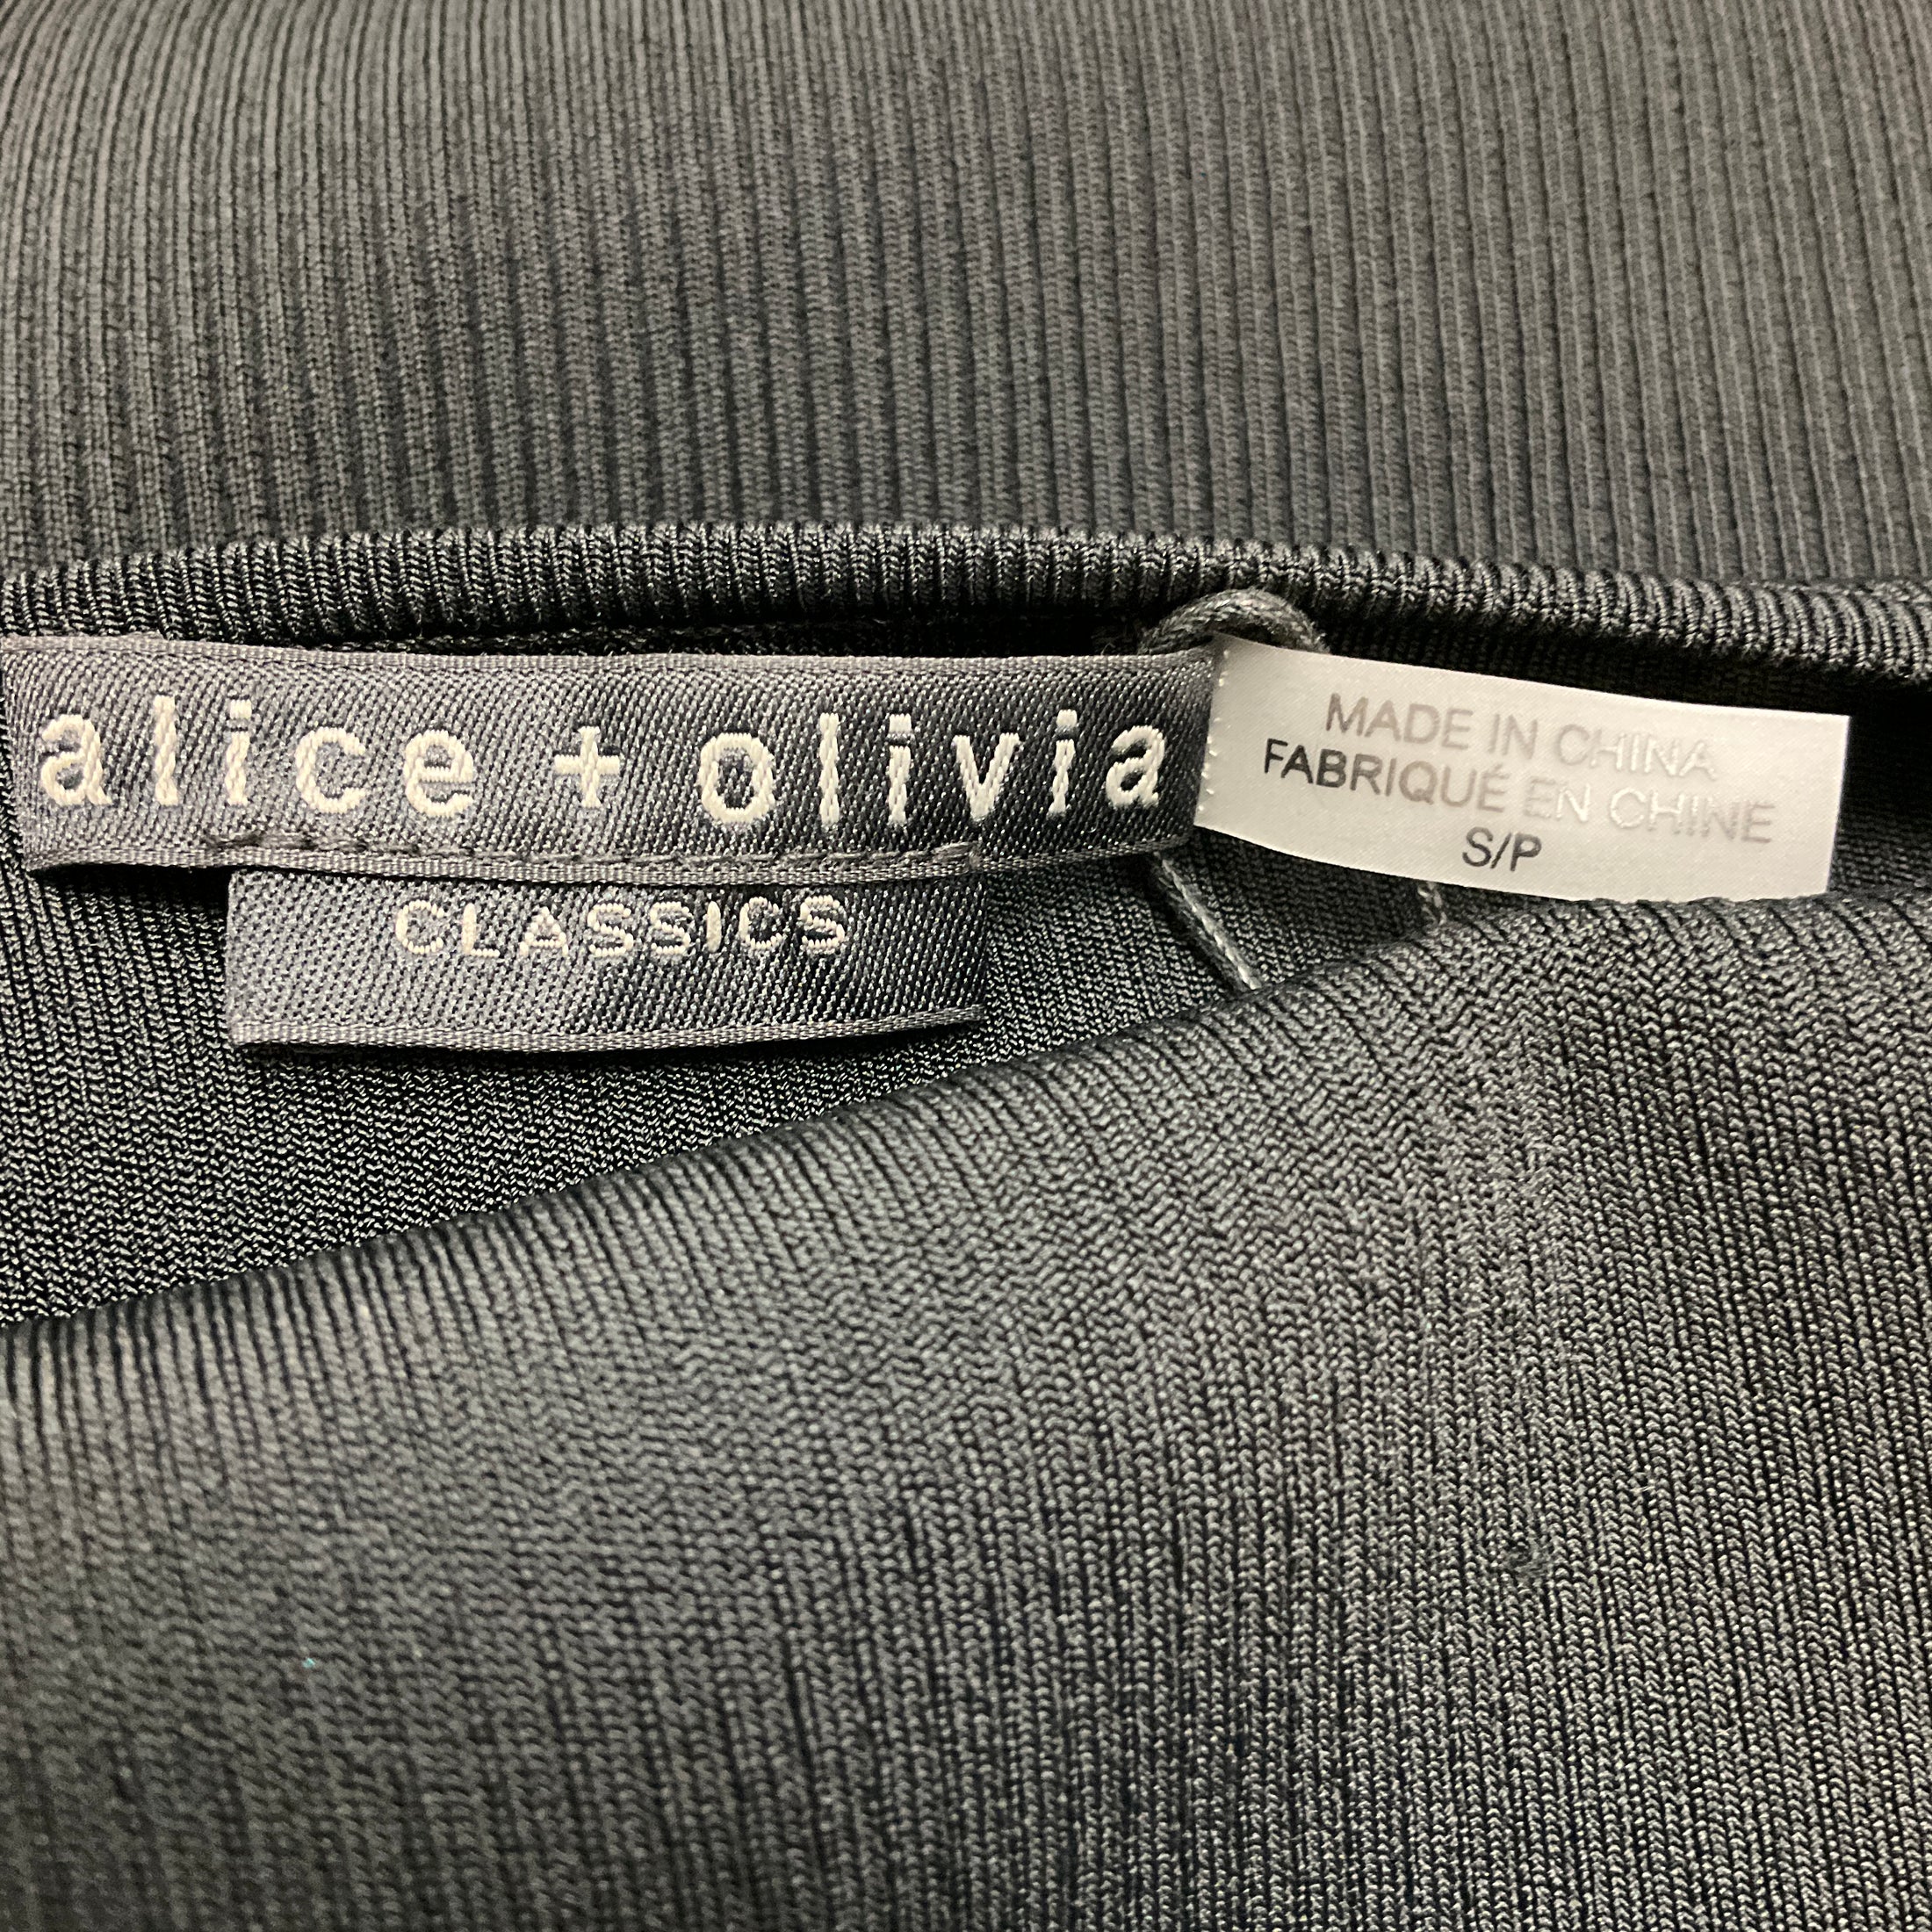 alice + olivia
CLASSICS
MADE IN CHINA
FABRIQUÉ EN CHINE
S/P